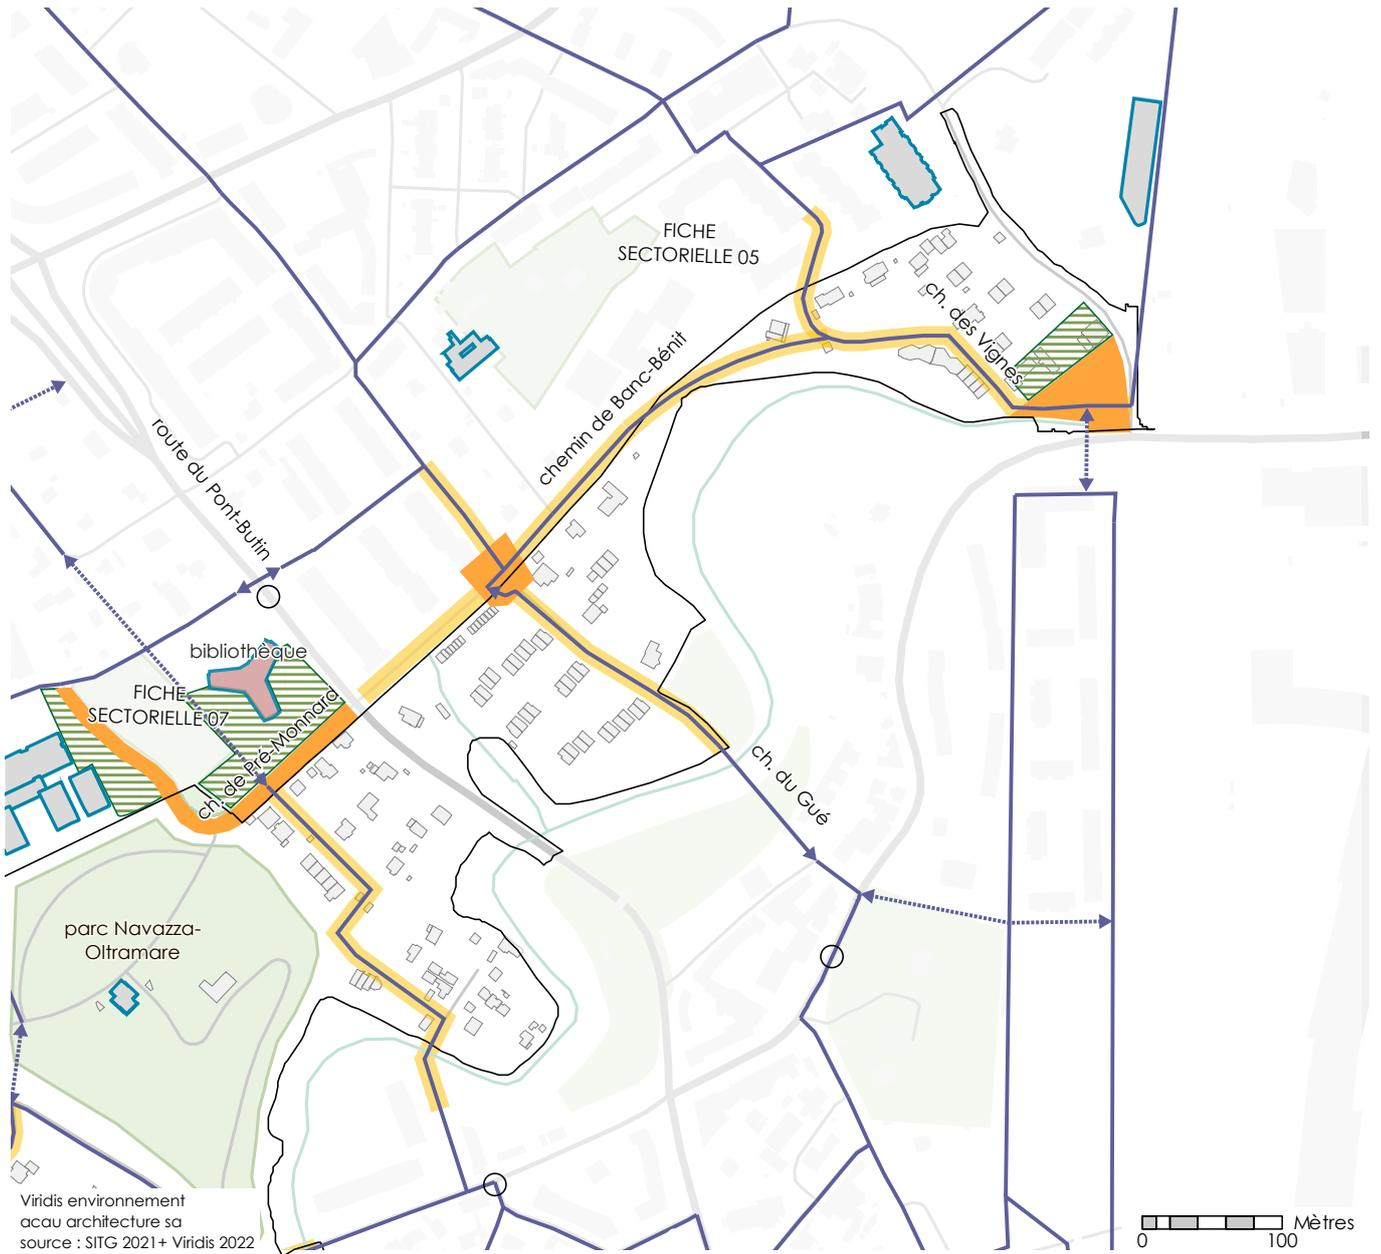 FICHE
SECTORIELLE 05
ch. des Vignes
chemin de Banc-Bénit
route du Pont-Butin
bibliothèque
FICHE
SECTORIELLE 07
ch. de Pré-Monnard
ch. du Gué
parc Navazza-
Oltramare
Viridis environnement
acau architecture sa
source : SITG 2021+ Viridis 2022
Mètres
0 100